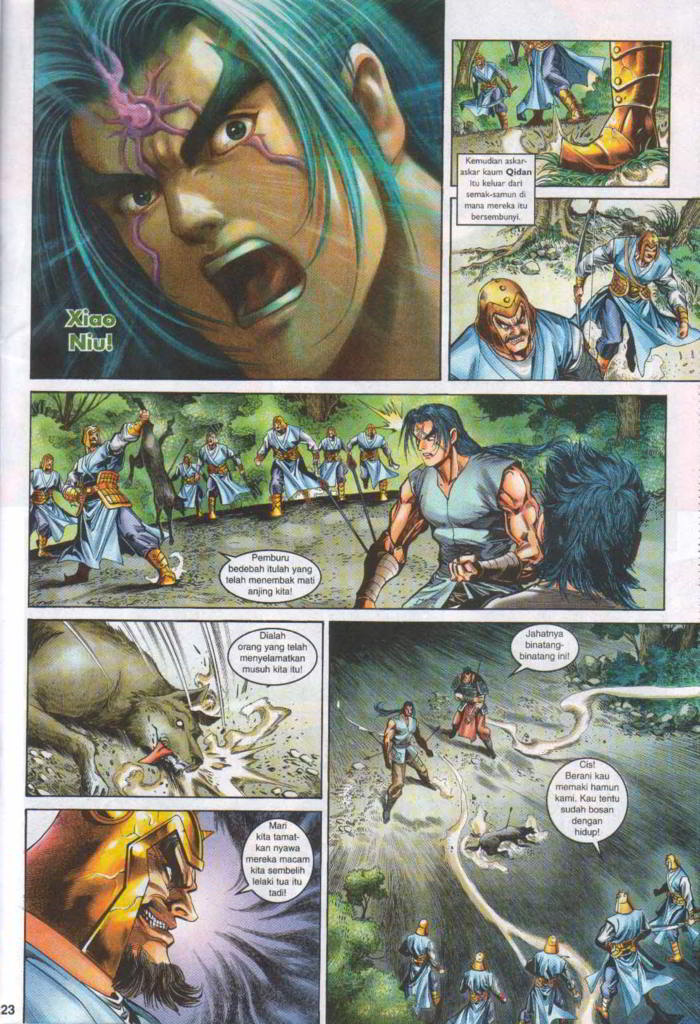 Xiao
Niu!
Kemudian askar-
askar kaum Qidan
itu keluar dari
semak-samun di
mana mereka itu
bersembunyi.
Pemburu
bedebah itulah yang
telah menembak mati
anjing kita!
Dialah
orang yang telah
menyelamatkan
musuh kita itu!
Jahatnya
binatang-
binatang ini!
Cis!
Berani kau
memaki hamun
kami. Kau tentu
sudah bosan
dengan
hidup!
Mari
kita tamat-
kan nyawa
mereka macam
kita sembelih
lelaki tua itu
tadi!
23